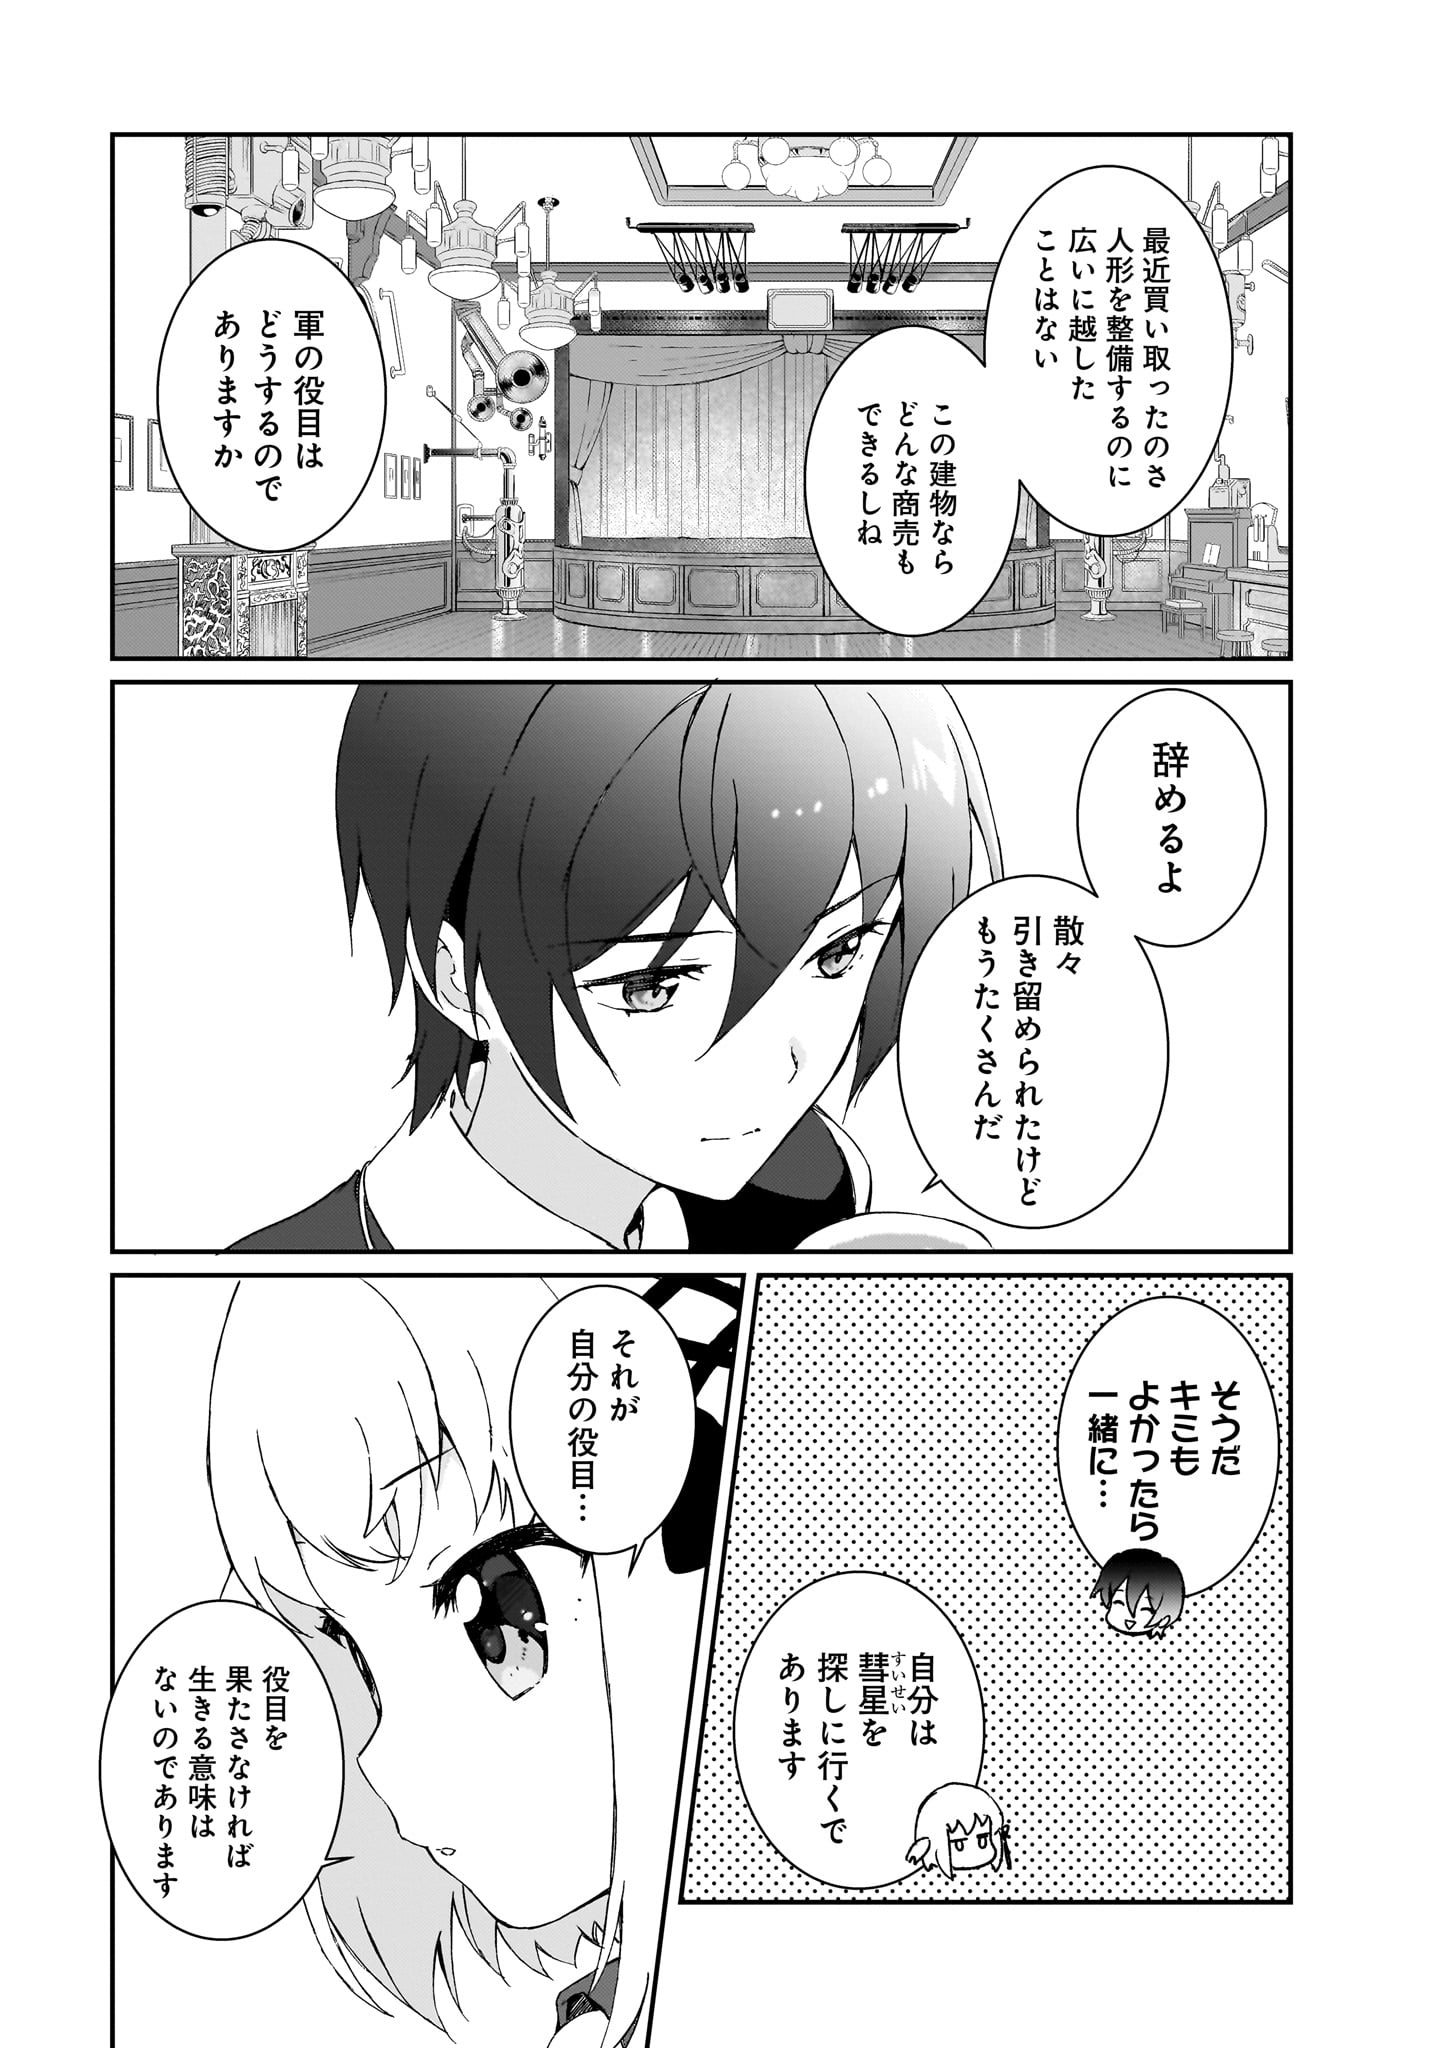 最近買い取ったのさ
人形を整備するのに
広いに越した
ことはない
この建物なら
どんな商売も
できるしね
軍の役目は
どうするので
ありますか
辞めるよ
散々
引き留められたけど
もうたくさんだ
そうだ
キミも
よかったら
一緒に…
自分は
彗星を
すいせい
探しに行くで
あります
それが
自分の役目…
役目を
果たさなければ
生きる意味は
ないのであります